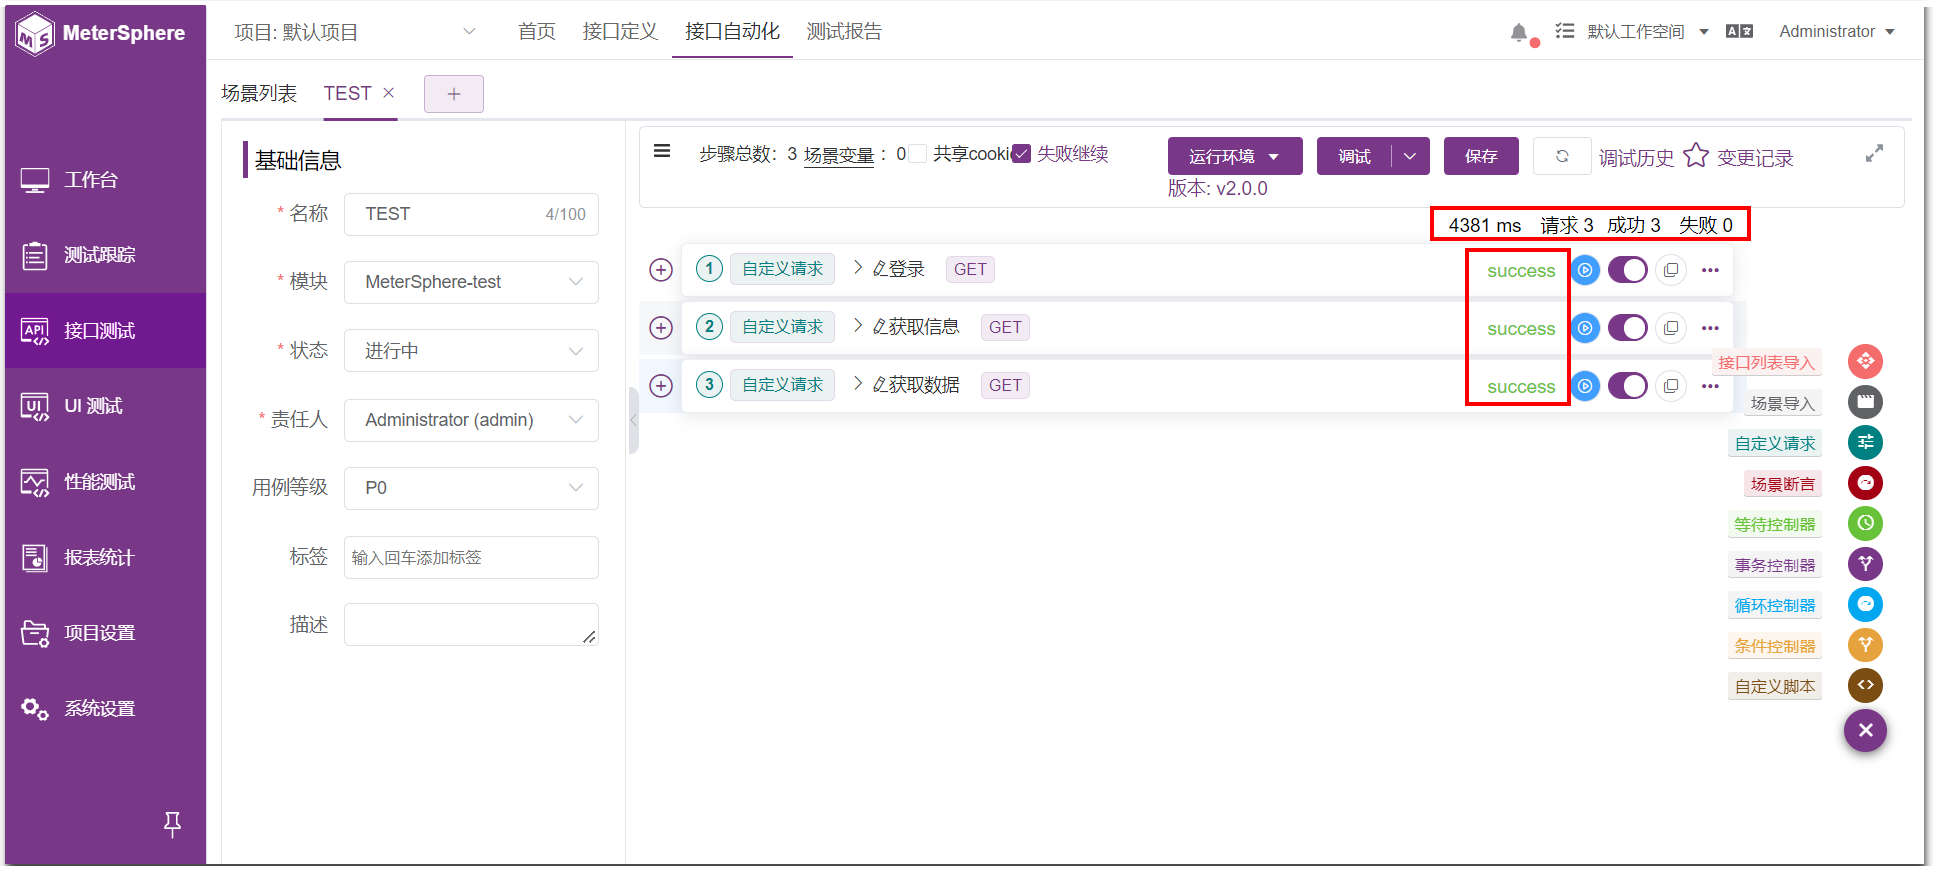 MeterSphere
项目: 默认项目
首页 接口定义 接口自动化 测试报告
默认工作空间
Administrator
场景列表 TEST
工作台
测试跟踪
API 接口测试
UI UI 测试
性能测试
报表统计
项目设置
系统设置
基础信息
* 名称 TEST 4/100
* 模块 MeterSphere-test
* 状态 进行中
* 责任人 Administrator (admin)
用例等级 P0
标签 输入回车添加标签
描述
步骤总数: 3 场景变量 : 0 共享cooki 失败继续
运行环境 调试 保存 调试历史 变更记录
版本: v2.0.0
4381 ms 请求 3 成功 3 失败 0
1 自定义请求 登录 GET success
2 自定义请求 获取信息 GET success
3 自定义请求 获取数据 GET success
接口列表导入
场景导入
自定义请求
场景断言
等待控制器
事务控制器
循环控制器
条件控制器
自定义脚本